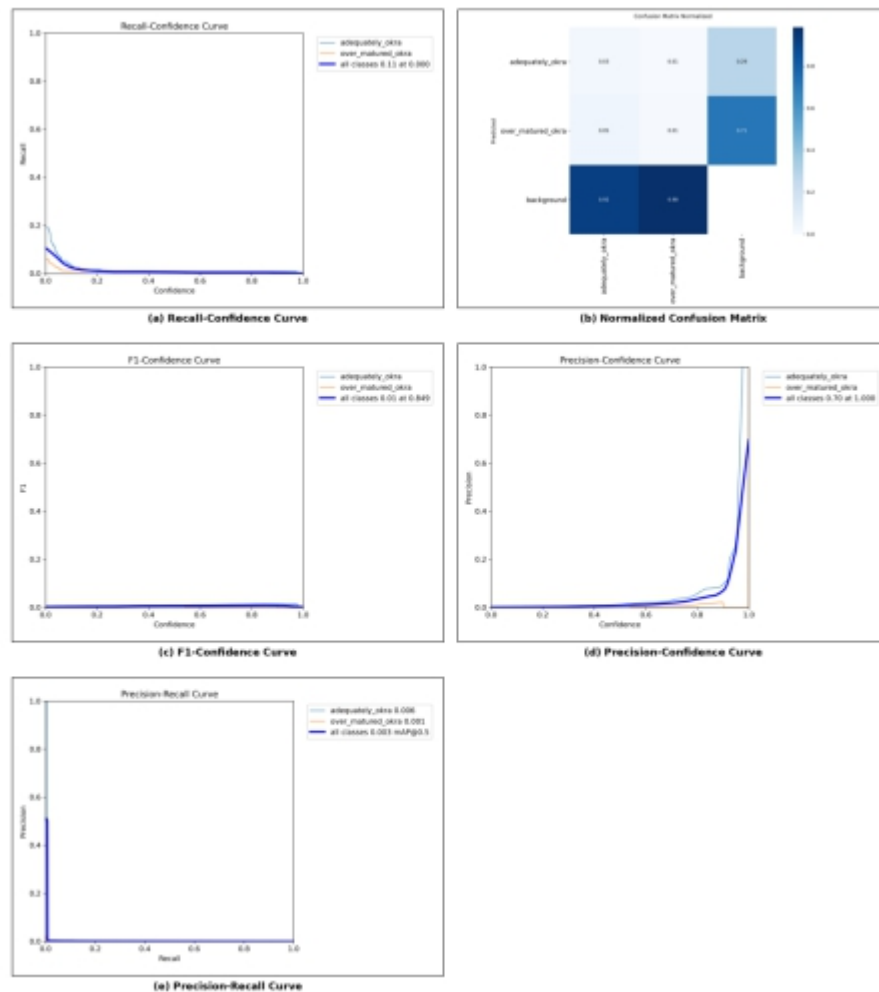 Recall-Confidence Curve
1.0
0.8
0.6
0.4
0.2
0.0
Recall
0.0 0.2 0.4 0.6 0.8 1.0
Confidence
adequately_okra
over_matured_okra
all classes 0.11 at 0.000
(a) Recall-Confidence Curve
Confusion Matrix Normalized
adequately_okra
over_matured_okra
background
Predicted
adequately_okra
over_matured_okra
background
(b) Normalized Confusion Matrix
F1-Confidence Curve
1.0
0.8
0.6
0.4
0.2
0.0
F1
0.0 0.2 0.4 0.6 0.8 1.0
Confidence
adequately_okra
over_matured_okra
all classes 0.01 at 0.849
(c) F1-Confidence Curve
Precision-Confidence Curve
1.0
0.8
0.6
0.4
0.2
0.0
Precision
0.0 0.2 0.4 0.6 0.8 1.0
Confidence
adequately_okra
over_matured_okra
all classes 0.70 at 1.000
(d) Precision-Confidence Curve
Precision-Recall Curve
1.0
0.8
0.6
0.4
0.2
0.0
Precision
0.0 0.2 0.4 0.6 0.8 1.0
Recall
adequately_okra 0.006
over_matured_okra 0.001
all classes 0.003 mAP@0.5
(e) Precision-Recall Curve